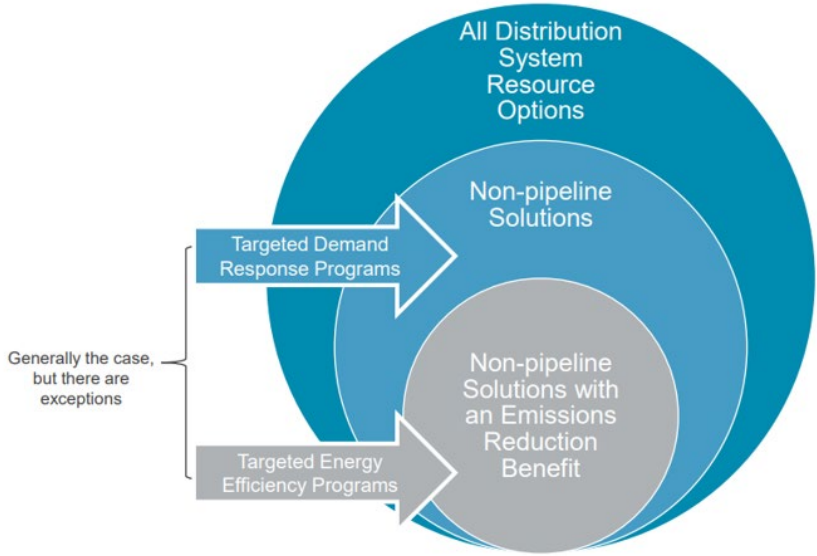 All Distribution
System
Resource
Options
Non-pipeline
Solutions
Targeted Demand
Response Programs
Generally the case,
but there are
exceptions
Non-pipeline
Solutions with
an Emissions
Reduction
Benefit
Targeted Energy
Efficiency Programs